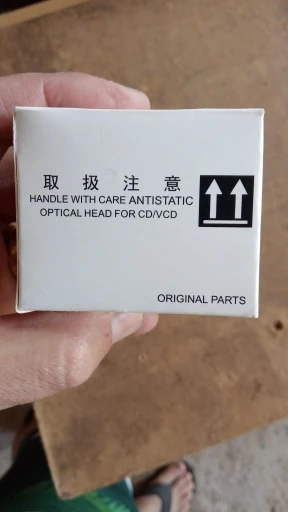 取扱注意
HANDLE WITH CARE ANTISTATIC
OPTICAL HEAD FOR CD/VCD
ORIGINAL PARTS